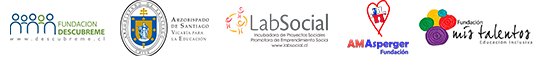 FUNDACION
DESCUBREME
www.descubreme.cl
ARZOBISPADO
DE SANTIAGO
VICARÍA PARA
LA EDUCACIÓN
LabSocial
Incubadora de Proyectos Sociales
Promotora de Emprendimiento Social
www.labsocial.cl
AMAsperger
Fundación
Fundación
mis talentos
Educación Inclusiva